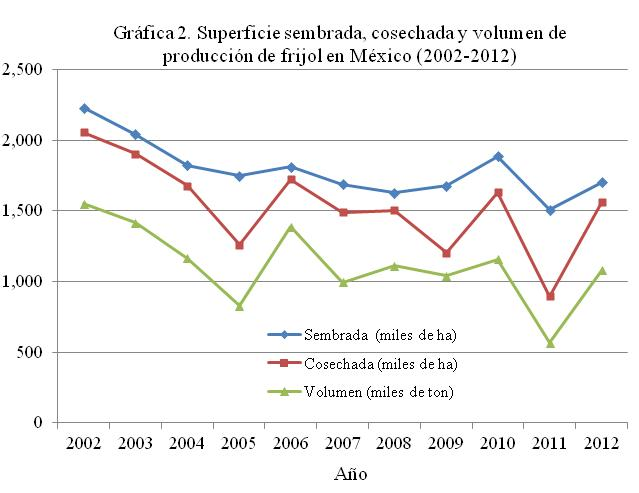 Gráfica 2. Superficie sembrada, cosechada y volumen de
producción de frijol en México (2002-2012)
2,500
2,000
1,500
1,000
500
0
Sembrada (miles de ha)
Cosechada (miles de ha)
Volumen (miles de ton)
2002 2003 2004 2005 2006 2007 2008 2009 2010 2011 2012
Año